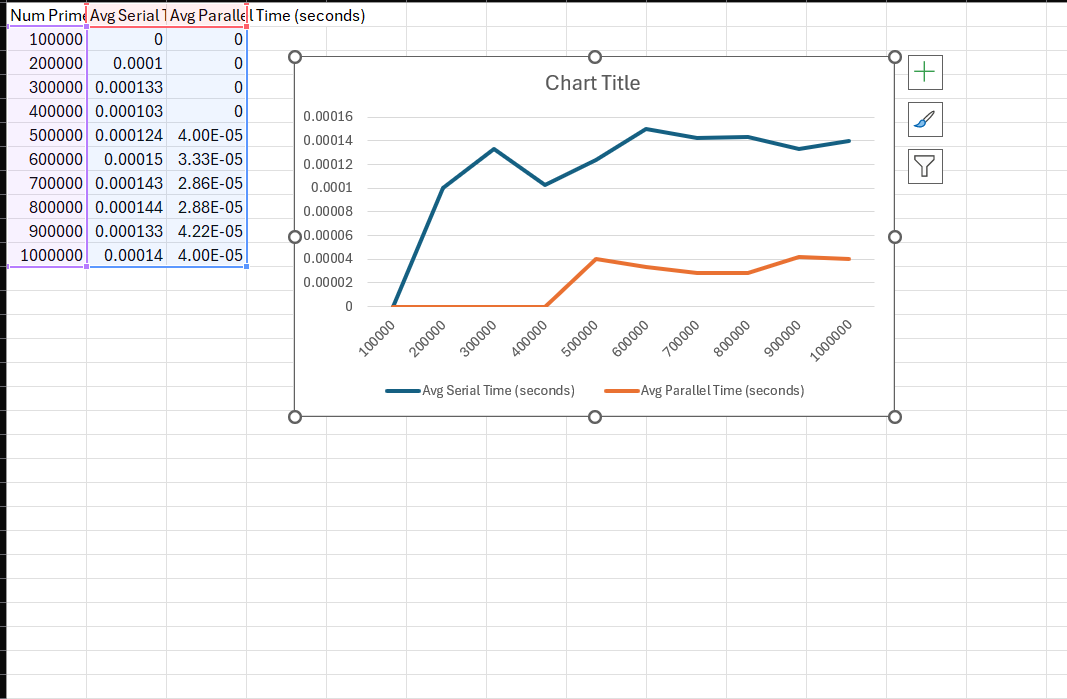 Num Prime Avg Serial T Avg Parallel Time (seconds)
100000 0 0
200000 0.0001 0
300000 0.000133 0
400000 0.000103 0
500000 0.000124 4.00E-05
600000 0.00015 3.33E-05
700000 0.000143 2.86E-05
800000 0.000144 2.88E-05
900000 0.000133 4.22E-05
1000000 0.00014 4.00E-05
Chart Title
0.00016
0.00014
0.00012
0.0001
0.00008
0.00006
0.00004
0.00002
0
100000 200000 300000 400000 500000 600000 700000 800000 900000 1000000
Avg Serial Time (seconds) Avg Parallel Time (seconds)